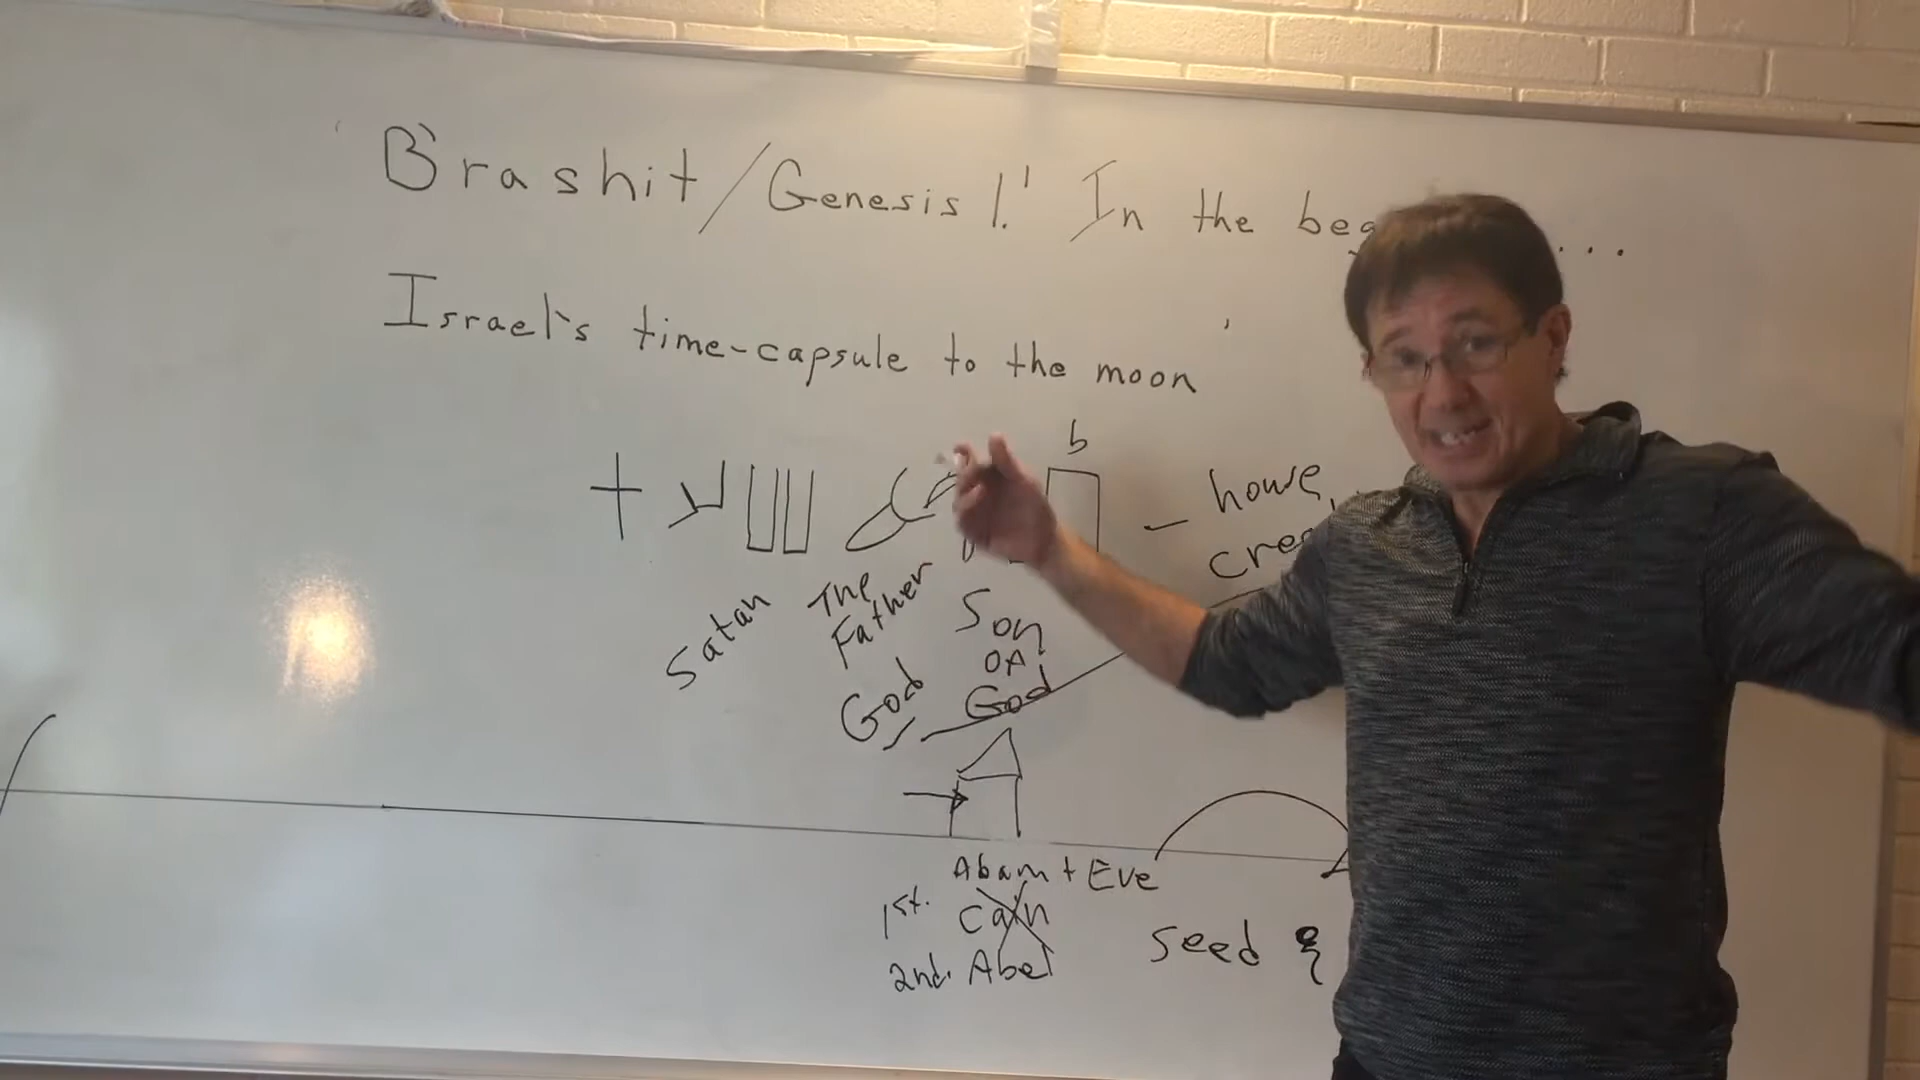 B'rashit/Genesis 1:1 In the beg...
Israel's time-capsule to the moon
b
— house,
Satan
The Father
God
Son
of
God
Adam + Eve
1st. Cain
2nd. Abel
seed &